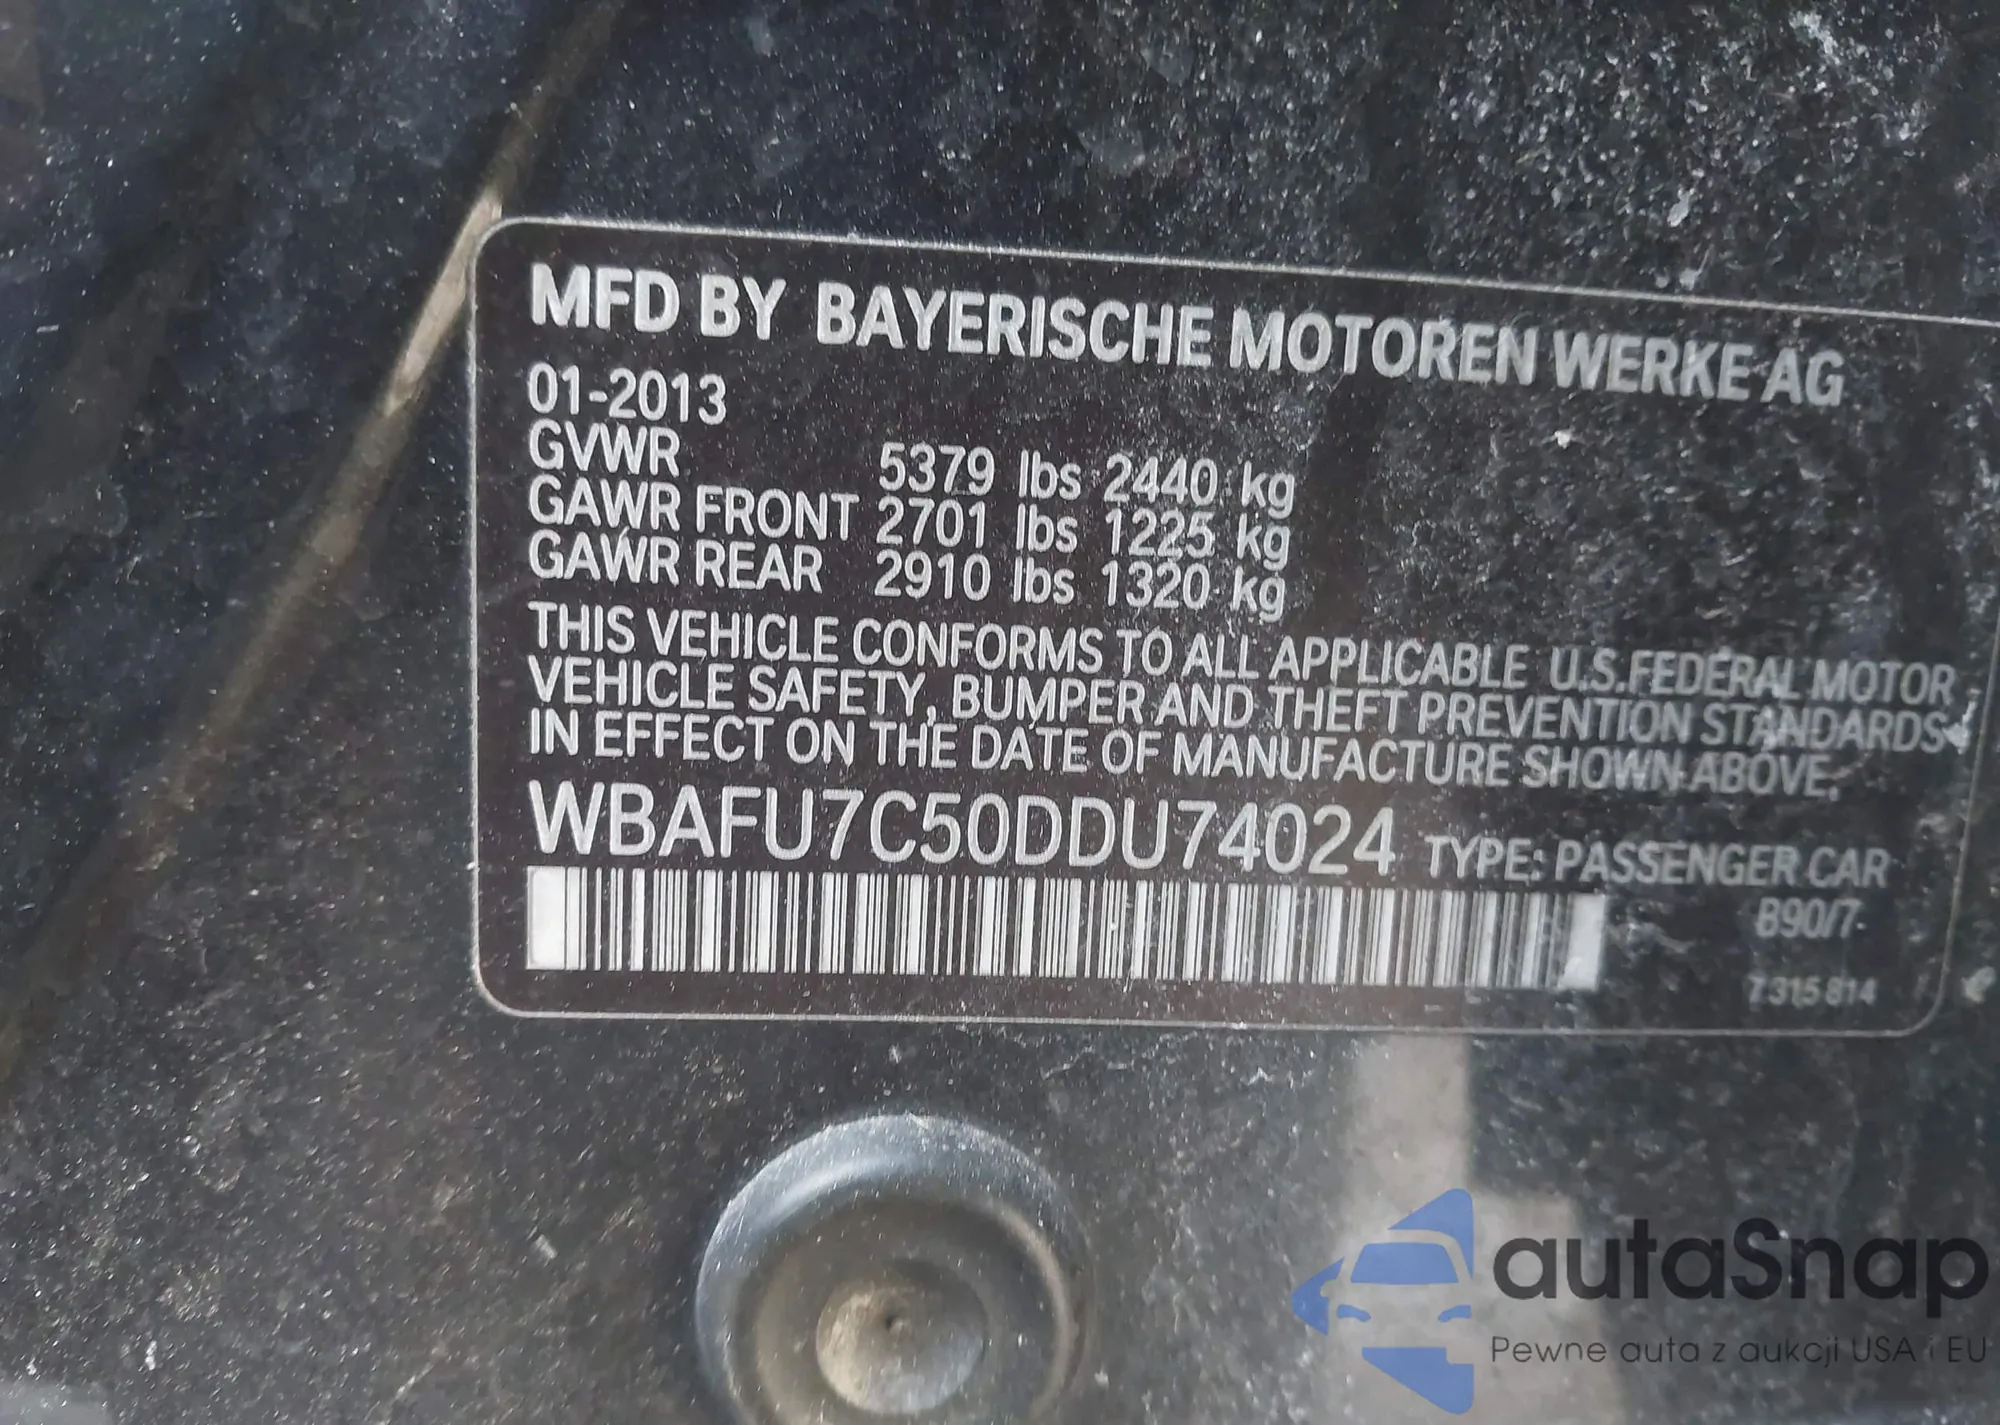 MFD BY BAYERISCHE MOTOREN WERKE AG
01-2013
GVWR 5379 lbs 2440 kg
GAWR FRONT 2701 lbs 1225 kg
GAWR REAR 2910 lbs 1320 kg
THIS VEHICLE CONFORMS TO ALL APPLICABLE U.S.FEDERAL MOTOR
VEHICLE SAFETY, BUMPER AND THEFT PREVENTION STANDARDS
IN EFFECT ON THE DATE OF MANUFACTURE SHOWN ABOVE.
WBAFU7C50DDU74024 TYPE: PASSENGER CAR
B90/7
7 315 814
autaSnap
Pewne auta z aukcji USA i EU